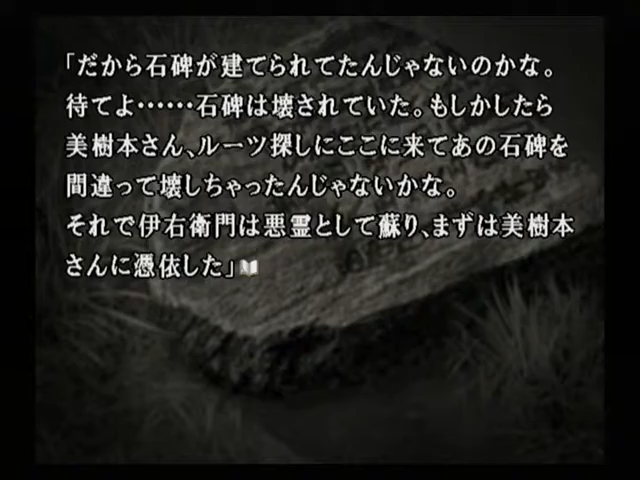 「だから石碑が建てられてたんじゃないのかな。
待てよ……石碑は壊されていた。もしかしたら
美樹本さん、ルーツ探しにここに来てあの石碑を
間違って壊しちゃったんじゃないかな。
それで伊右衛門は悪霊として蘇り、まずは美樹本
さんに憑依した」